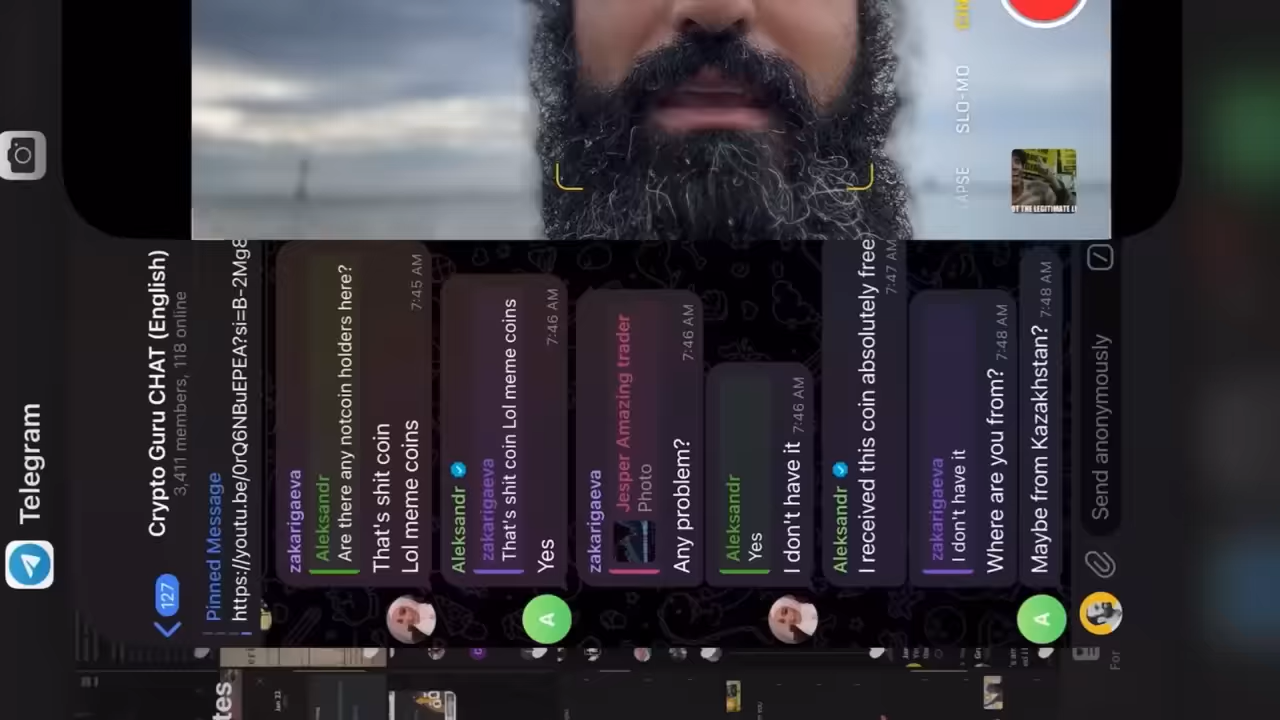 Telegram
Crypto Guru CHAT (English)
127
3,411 members, 118 online
Pinned Message
https://youtu.be/0rQ6NBuEPEA?si=B-2Mg8
zakarigaeva
Aleksandr
Are there any notcoin holders here?
That's shit coin
Lol meme coins
7:45 AM
Aleksandr
zakarigaeva
That's shit coin Lol meme coins
Yes
7:46 AM
zakarigaeva
Jesper Amazing trader
Photo
Any problem?
7:46 AM
Aleksandr
Yes
I don't have it 7:46 AM
Aleksandr
I received this coin absolutely free
7:47 AM
zakarigaeva
I don't have it
Where are you from? 7:48 AM
Maybe from Kazakhstan? 7:48 AM
A
A
Send anonymously
APSE SLO-MO
tes
For